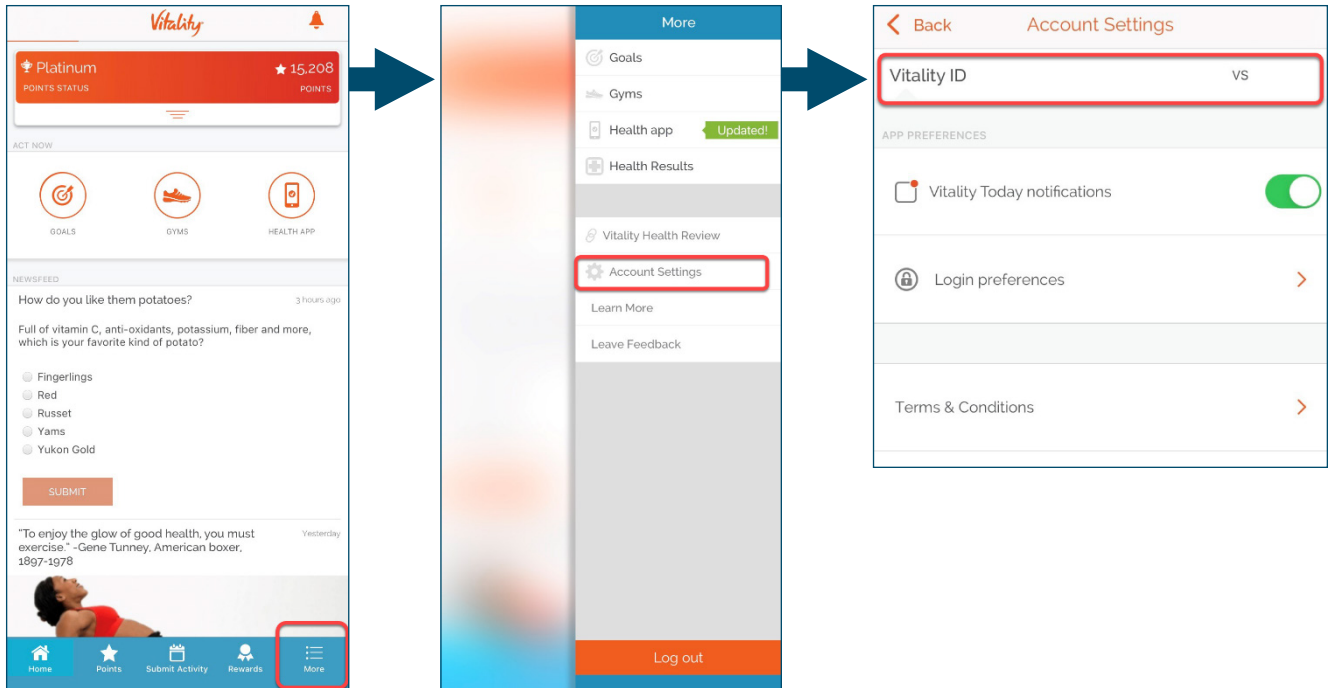 Vitality
Platinum
15,208
POINTS STATUS
POINTS
ACT NOW
GOALS
GYMS
HEALTH APP
NEWSFEED
How do you like them potatoes?
3 hours ago
Full of vitamin C, anti-oxidants, potassium, fiber and more,
which is your favorite kind of potato?
Fingerlings
Red
Russet
Yams
Yukon Gold
SUBMIT
"To enjoy the glow of good health, you must
Yesterday
exercise." -Gene Tunney, American boxer,
1897-1978
Home
Points
Submit Activity
Rewards
More
More
Goals
Gyms
Health app
Updated!
Health Results
Vitality Health Review
Account Settings
Learn More
Leave Feedback
Log out
Back
Account Settings
Vitality ID
VS
APP PREFERENCES
Vitality Today notifications
Login preferences
Terms & Conditions